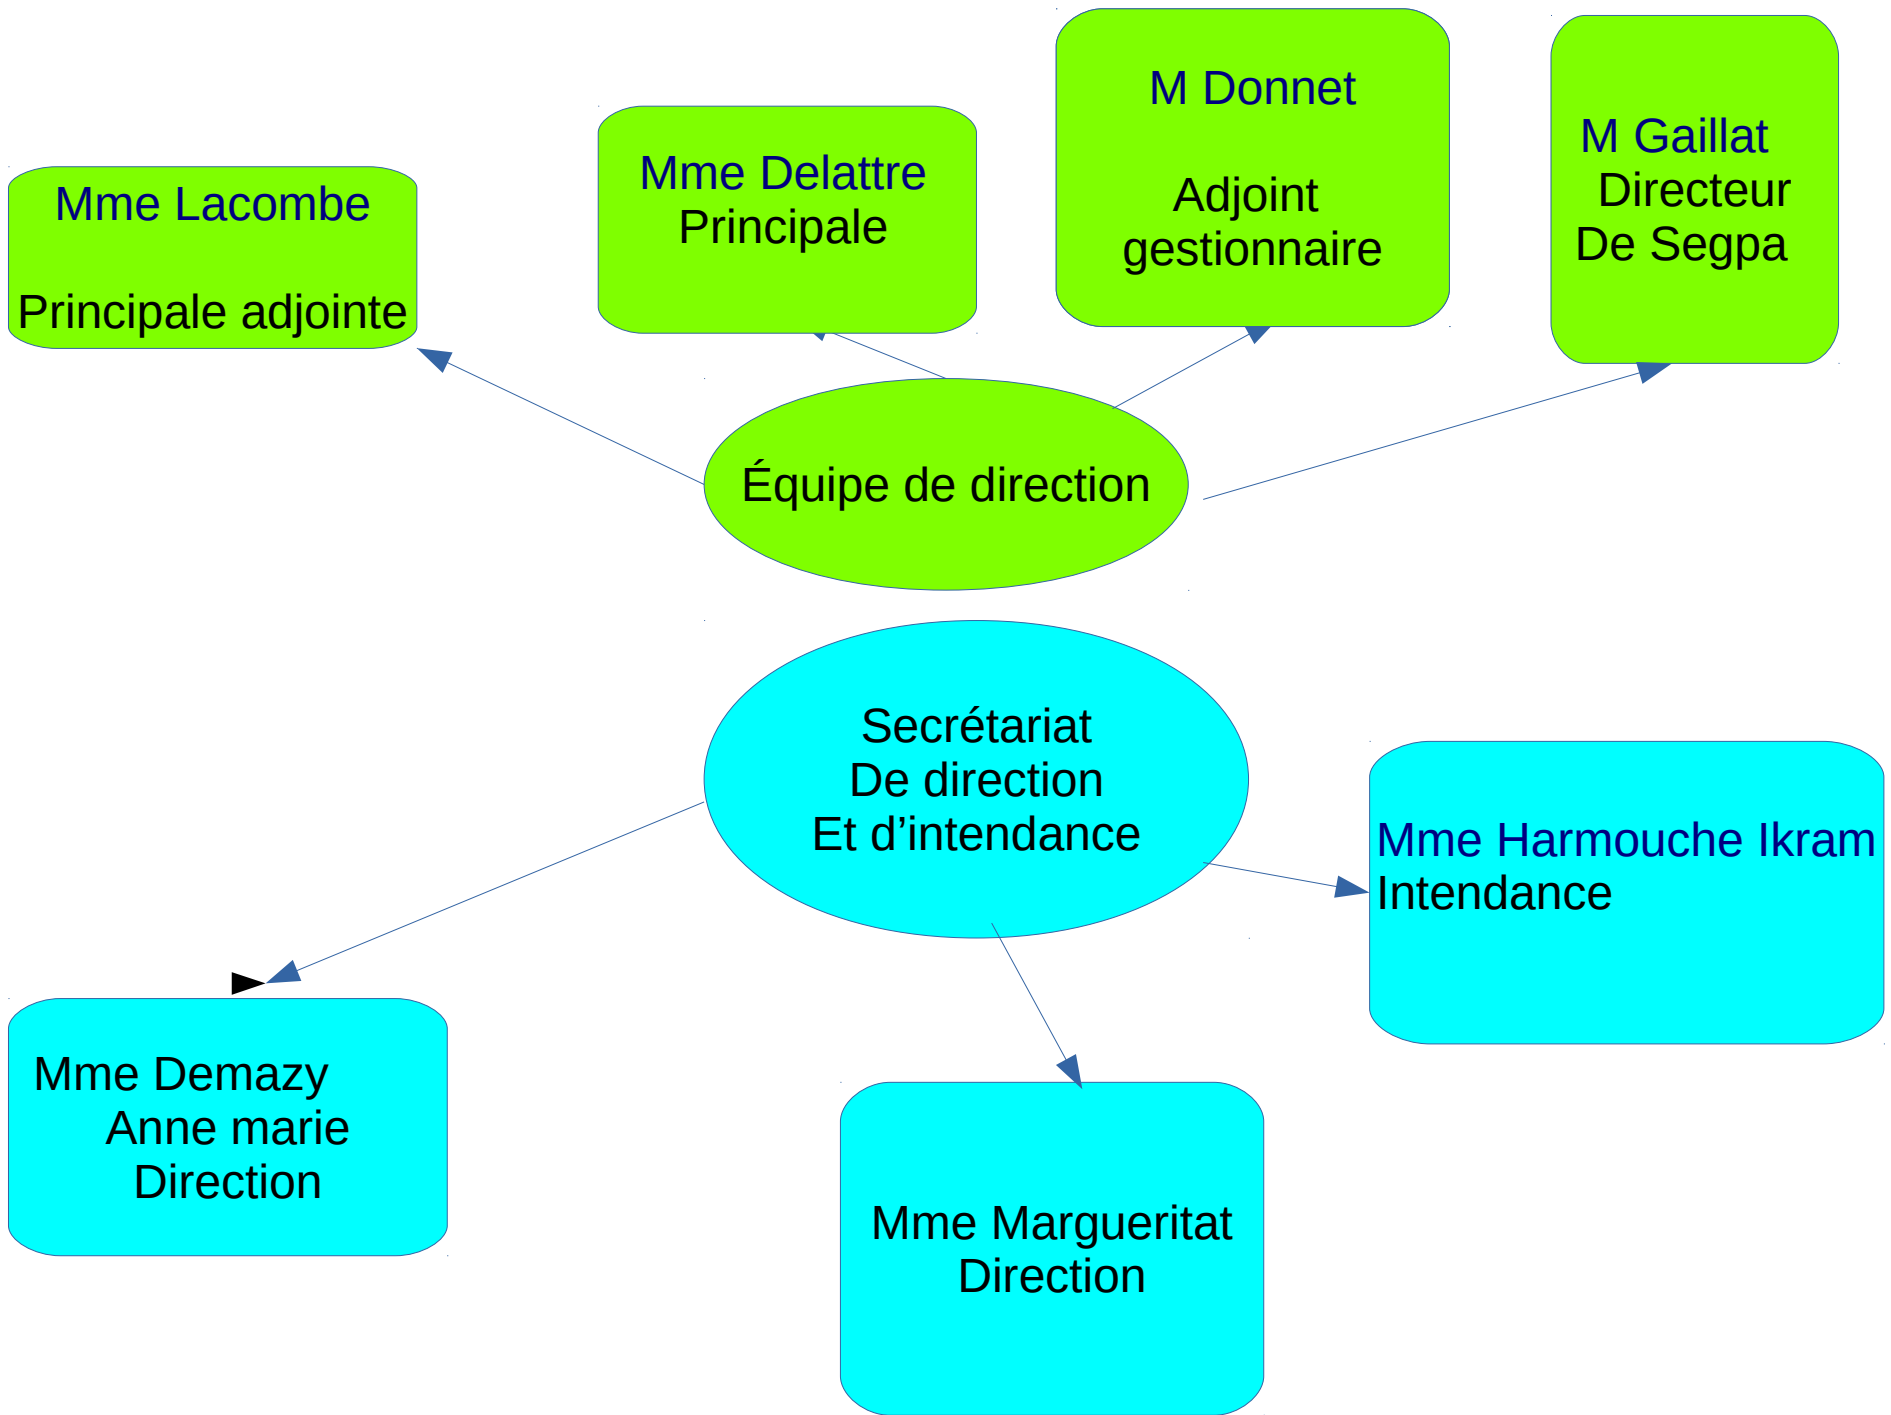 Mme Lacombe
Principale adjointe
Mme Delattre
Principale
M Donnet
Adjoint
gestionnaire
M Gaillat
Directeur
De Segpa
Équipe de direction
Secrétariat
De direction
Et d’intendance
Mme Harmouche Ikram
Intendance
Mme Demazy
Anne marie
Direction
Mme Margueritat
Direction